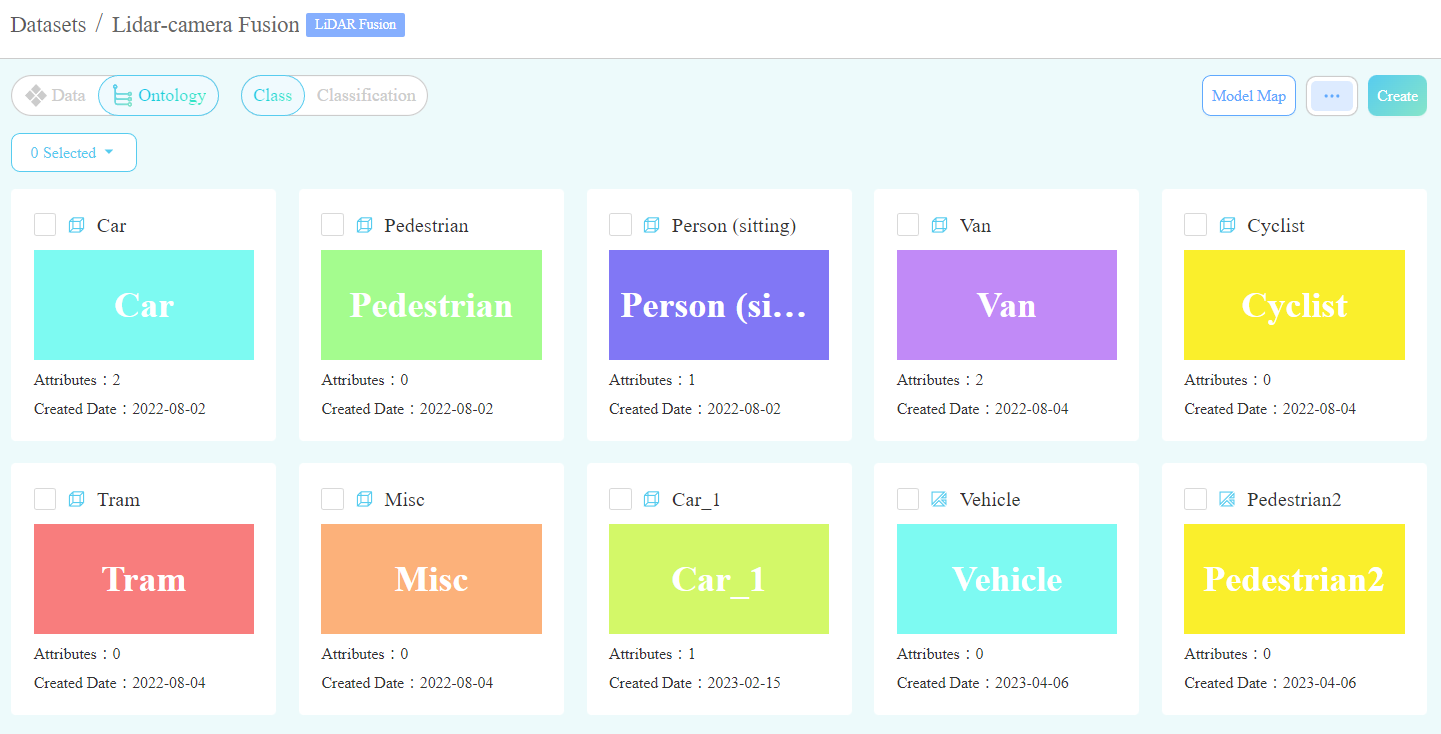 Datasets / Lidar-camera Fusion LiDAR Fusion
Data Ontology Class Classification Model Map ··· Create
0 Selected
Car Pedestrian Person (sitting) Van Cyclist
Car Pedestrian Person (si... Van Cyclist
Attributes：2 Attributes：0 Attributes：1 Attributes：2 Attributes：0
Created Date：2022-08-02 Created Date：2022-08-02 Created Date：2022-08-02 Created Date：2022-08-04 Created Date：2022-08-04
Tram Misc Car_1 Vehicle Pedestrian2
Tram Misc Car_1 Vehicle Pedestrian2
Attributes：0 Attributes：0 Attributes：1 Attributes：0 Attributes：0
Created Date：2022-08-04 Created Date：2022-08-04 Created Date：2023-02-15 Created Date：2023-04-06 Created Date：2023-04-06